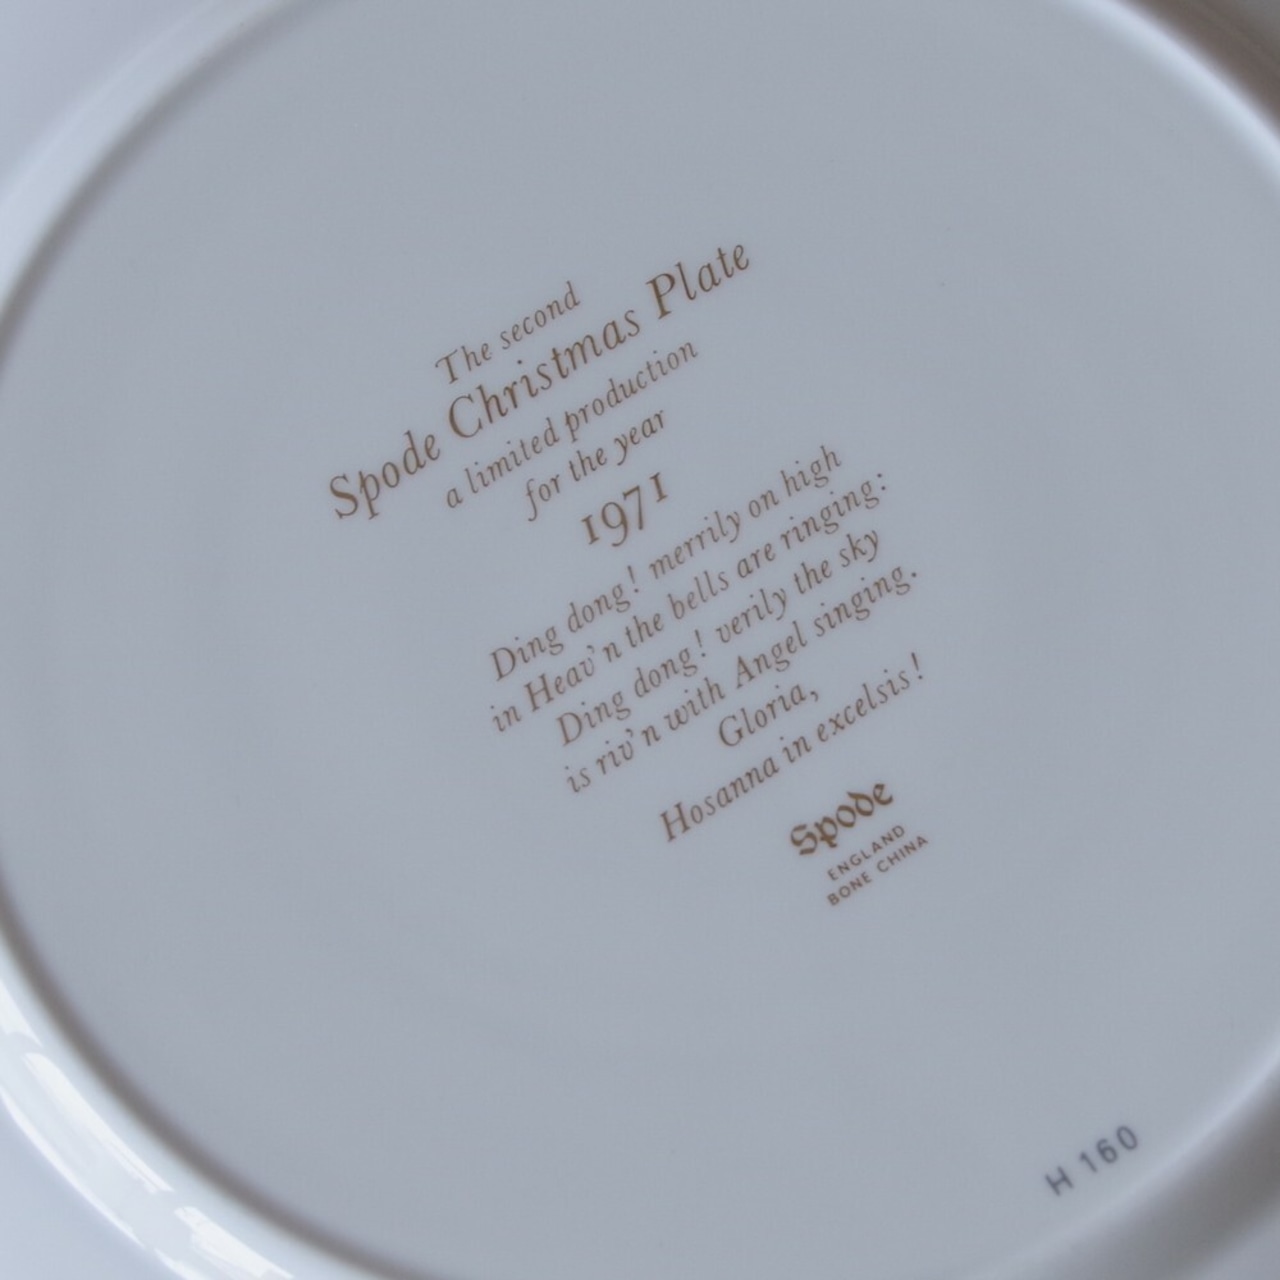 The second
Spode Christmas Plate
a limited production
for the year
1971
Ding dong! merrily on high
in Heav'n the bells are ringing:
Ding dong! verily the sky
is riv'n with Angel singing.
Gloria,
Hosanna in excelsis!
Spode
ENGLAND
BONE CHINA
H 160